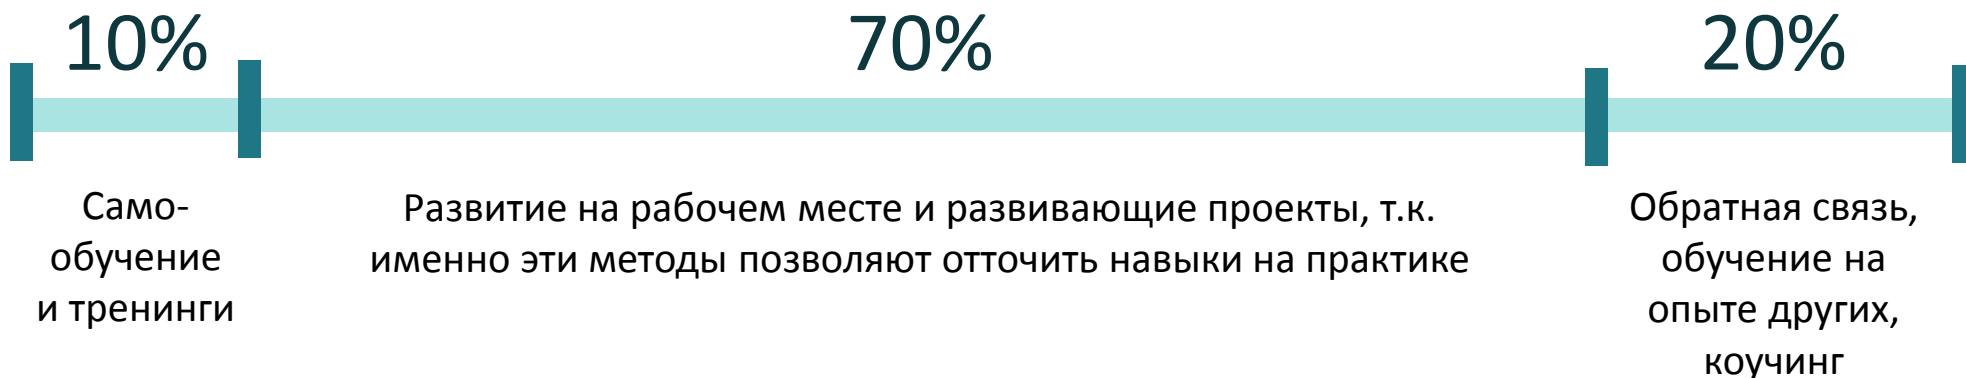 10%
70%
20%
Само-
обучение
и тренинги
Развитие на рабочем месте и развивающие проекты, т.к.
именно эти методы позволяют отточить навыки на практике
Обратная связь,
обучение на
опыте других,
коучинг